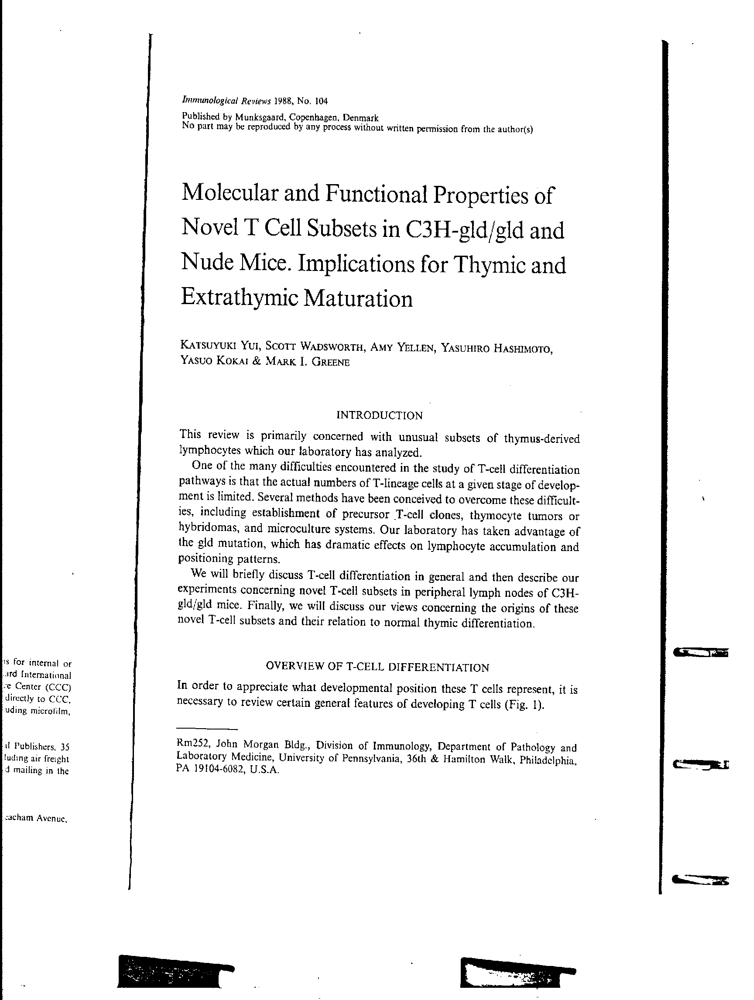 Immunological Reviews 1988, No. 104
Published by Munksgaard, Copenhagen, Denmark
No part may be reproduced by any process without written permission from the author(s)
Molecular and Functional Properties of
Novel T Cell Subsets in C3H-gld/gld and
Nude Mice. Implications for Thymic and
Extrathymic Maturation
KATSUYUKI YUI, SCOTT WADSWORTH, AMY YELLEN, YASUHIRO HASHIMOTO,
YASUO KOKAI & MARK I. GREENE
INTRODUCTION
This review is primarily concerned with unusual subsets of thymus-derived
lymphocytes which our laboratory has analyzed.
One of the many difficulties encountered in the study of T-cell differentiation
pathways is that the actual numbers of T-lineage cells at a given stage of develop-
ment is limited. Several methods have been conceived to overcome these difficult-
ies, including establishment of precursor T-cell clones, thymocyte tumors or
hybridomas, and microculture systems. Our laboratory has taken advantage of
the gld mutation, which has dramatic effects on lymphocyte accumulation and
positioning patterns.
We will briefly discuss T-cell differentiation in general and then describe our
experiments concerning novel T-cell subsets in peripheral lymph nodes of C3H-
gld/gld mice. Finally, we will discuss our views concerning the origins of these
novel T-cell subsets and their relation to normal thymic differentiation.
OVERVIEW OF T-CELL DIFFERENTIATION
In order to appreciate what developmental position these T cells represent, it is
necessary to review certain general features of developing T cells (Fig. 1).
Rm252, John Morgan Bldg., Division of Immunology, Department of Pathology and
Laboratory Medicine, University of Pennsylvania, 36th & Hamilton Walk, Philadelphia,
PA 19104-6082, U.S.A.
for internal or
International
Center (CCC)
directly to CCC,
uding microfilm,
Publishers, 35
luding air freight
d mailing in the
eacham Avenue,